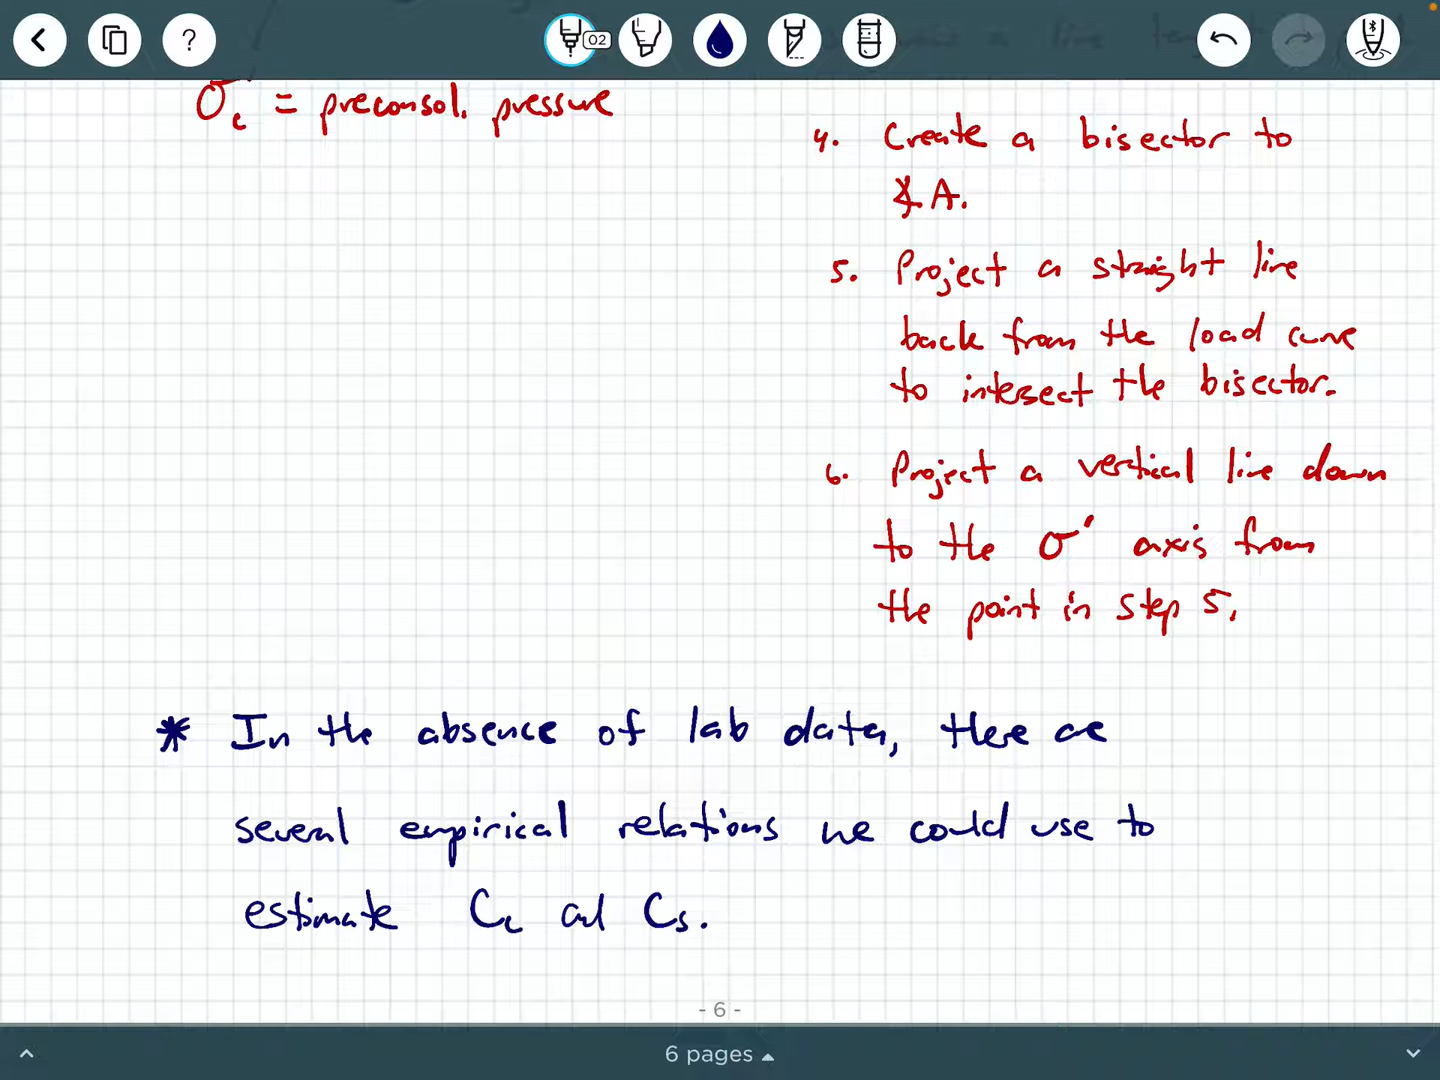 02
σ'c = preconsol. pressure
4. Create a bisector to
∡A.
5. Project a straight line
back from the load curve
to intersect the bisector.
6. Project a vertical line down
to the σ' axis from
the point in step 5.
* In the absence of lab data, there are
several empirical relations we could use to
estimate Cc and Cs.
- 6 -
6 pages